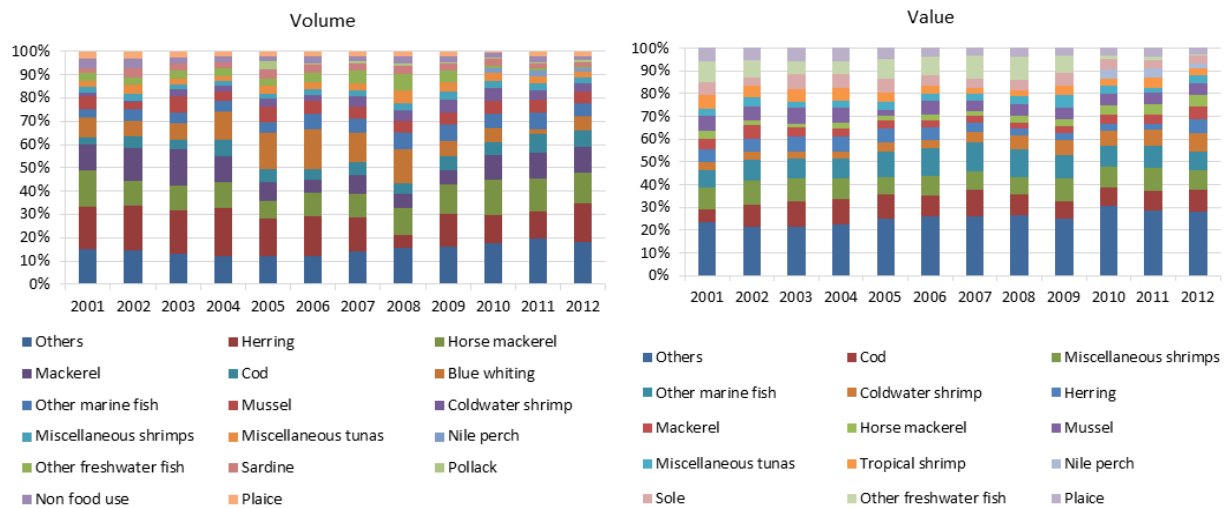 Volume
100%
90%
80%
70%
60%
50%
40%
30%
20%
10%
0%
2001 2002 2003 2004 2005 2006 2007 2008 2009 2010 2011 2012
Others Herring Horse mackerel
Mackerel Cod Blue whiting
Other marine fish Mussel Coldwater shrimp
Miscellaneous shrimps Miscellaneous tunas Nile perch
Other freshwater fish Sardine Pollack
Non food use Plaice
Value
100%
90%
80%
70%
60%
50%
40%
30%
20%
10%
0%
2001 2002 2003 2004 2005 2006 2007 2008 2009 2010 2011 2012
Others Cod Miscellaneous shrimps
Other marine fish Coldwater shrimp Herring
Mackerel Horse mackerel Mussel
Miscellaneous tunas Tropical shrimp Nile perch
Sole Other freshwater fish Plaice